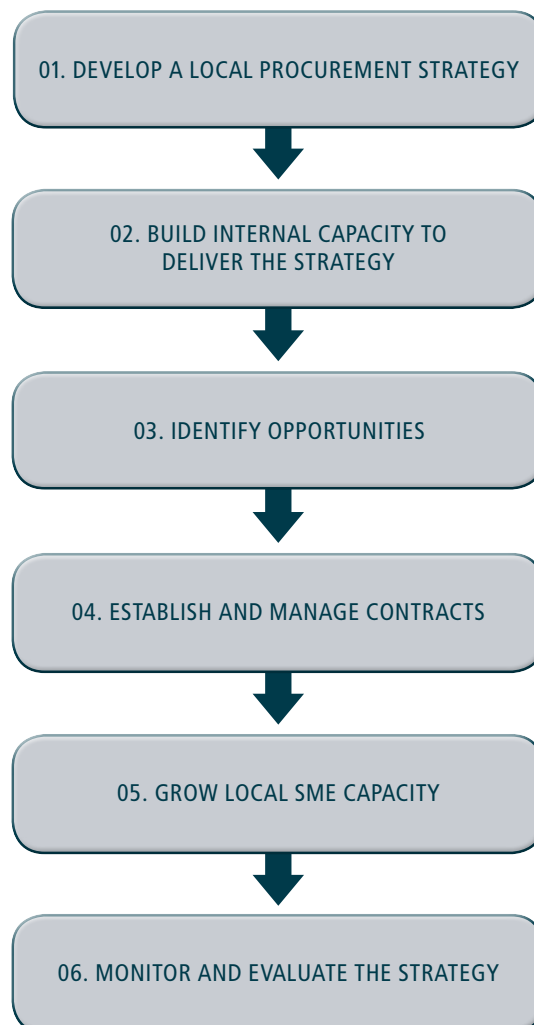 01. DEVELOP A LOCAL PROCUREMENT STRATEGY
02. BUILD INTERNAL CAPACITY TO
DELIVER THE STRATEGY
03. IDENTIFY OPPORTUNITIES
04. ESTABLISH AND MANAGE CONTRACTS
05. GROW LOCAL SME CAPACITY
06. MONITOR AND EVALUATE THE STRATEGY